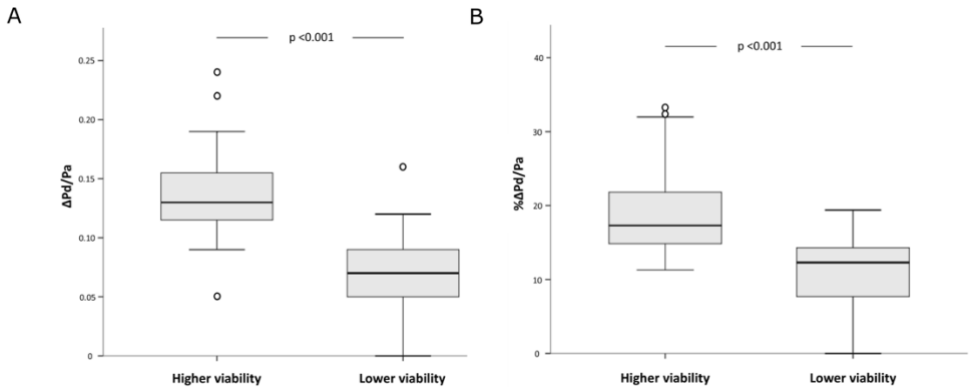 A
p <0.001
ΔPd/Pa
0.25
0.20
0.15
0.10
0.05
0
Higher viability
Lower viability
B
p <0.001
%ΔPd/Pa
40
30
20
10
0
Higher viability
Lower viability